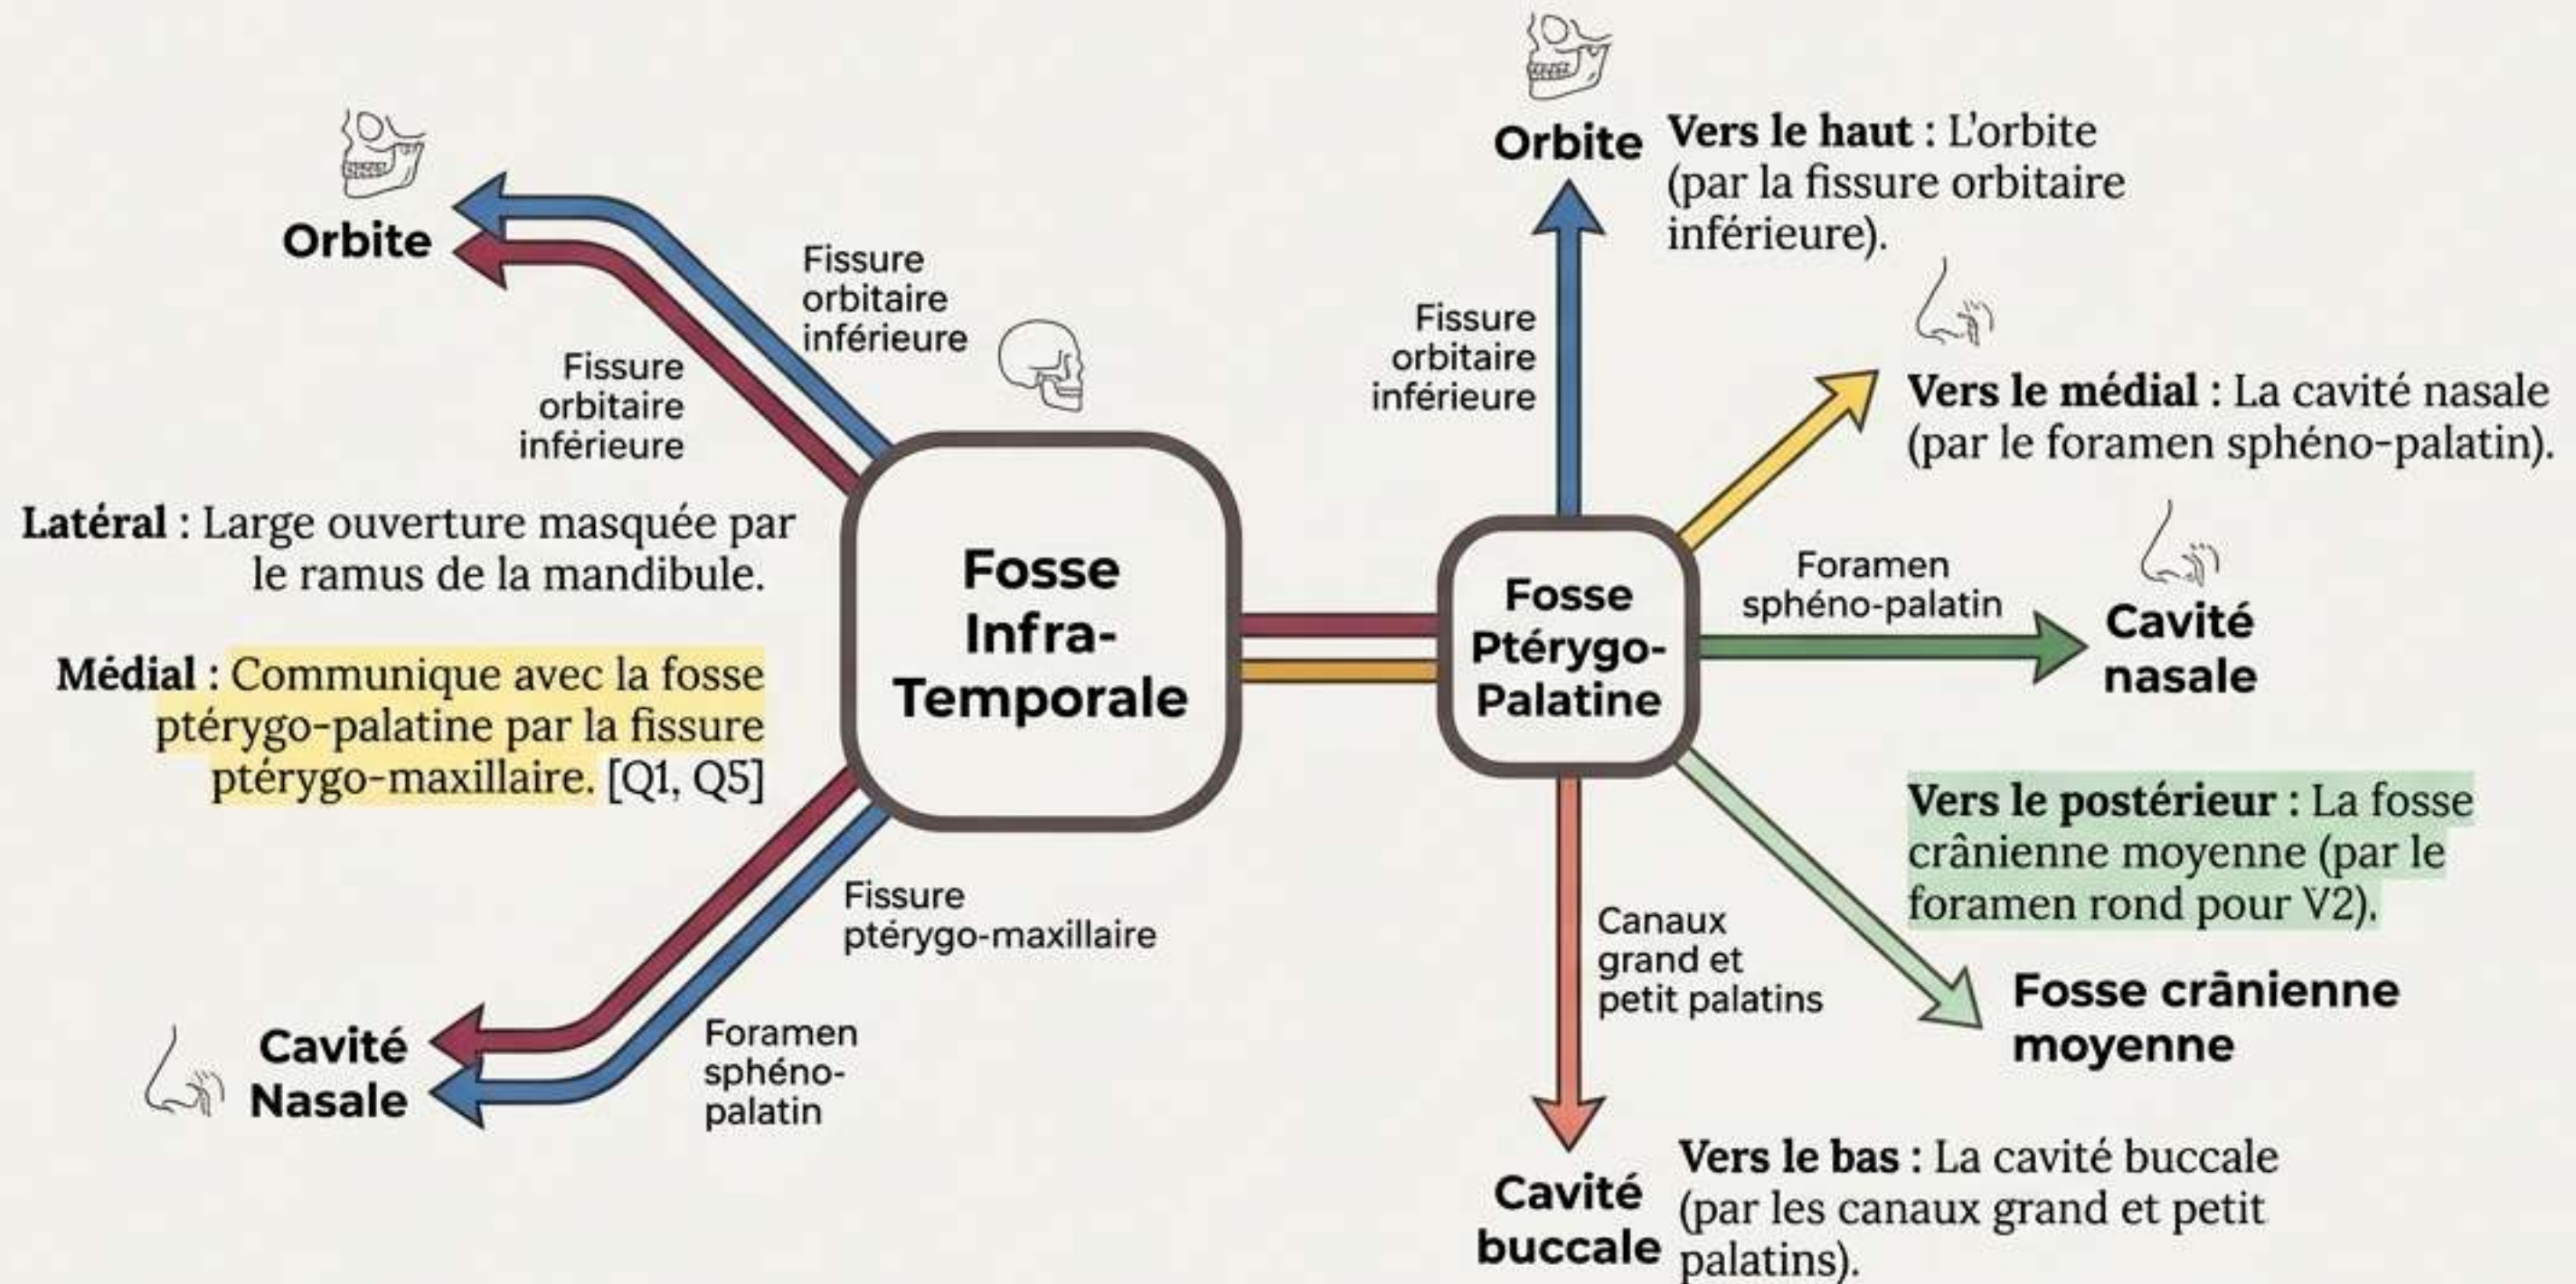 Orbite
Fissure
orbitaire
inférieure
Fissure
orbitaire
inférieure
Latéral : Large ouverture masquée par
le ramus de la mandibule.
Médial : Communique avec la fosse
ptérygo-palatine par la fissure
ptérygo-maxillaire. [Q1, Q5]
Fosse
Infra-
Temporale
Fissure
ptérygo-maxillaire
Foramen
sphéno-
palatin
Cavité
Nasale
Orbite
Vers le haut : L'orbite
(par la fissure orbitaire
inférieure).
Fissure
orbitaire
inférieure
Vers le médial : La cavité nasale
(par le foramen sphéno-palatin).
Fosse
Ptérygo-
Palatine
Foramen
sphéno-palatin
Cavité
nasale
Vers le postérieur : La fosse
crânienne moyenne (par le
foramen rond pour V2).
Canaux
grand et
petit palatins
Fosse crânienne
moyenne
Cavité
buccale
Vers le bas : La cavité buccale
(par les canaux grand et petit
palatins).